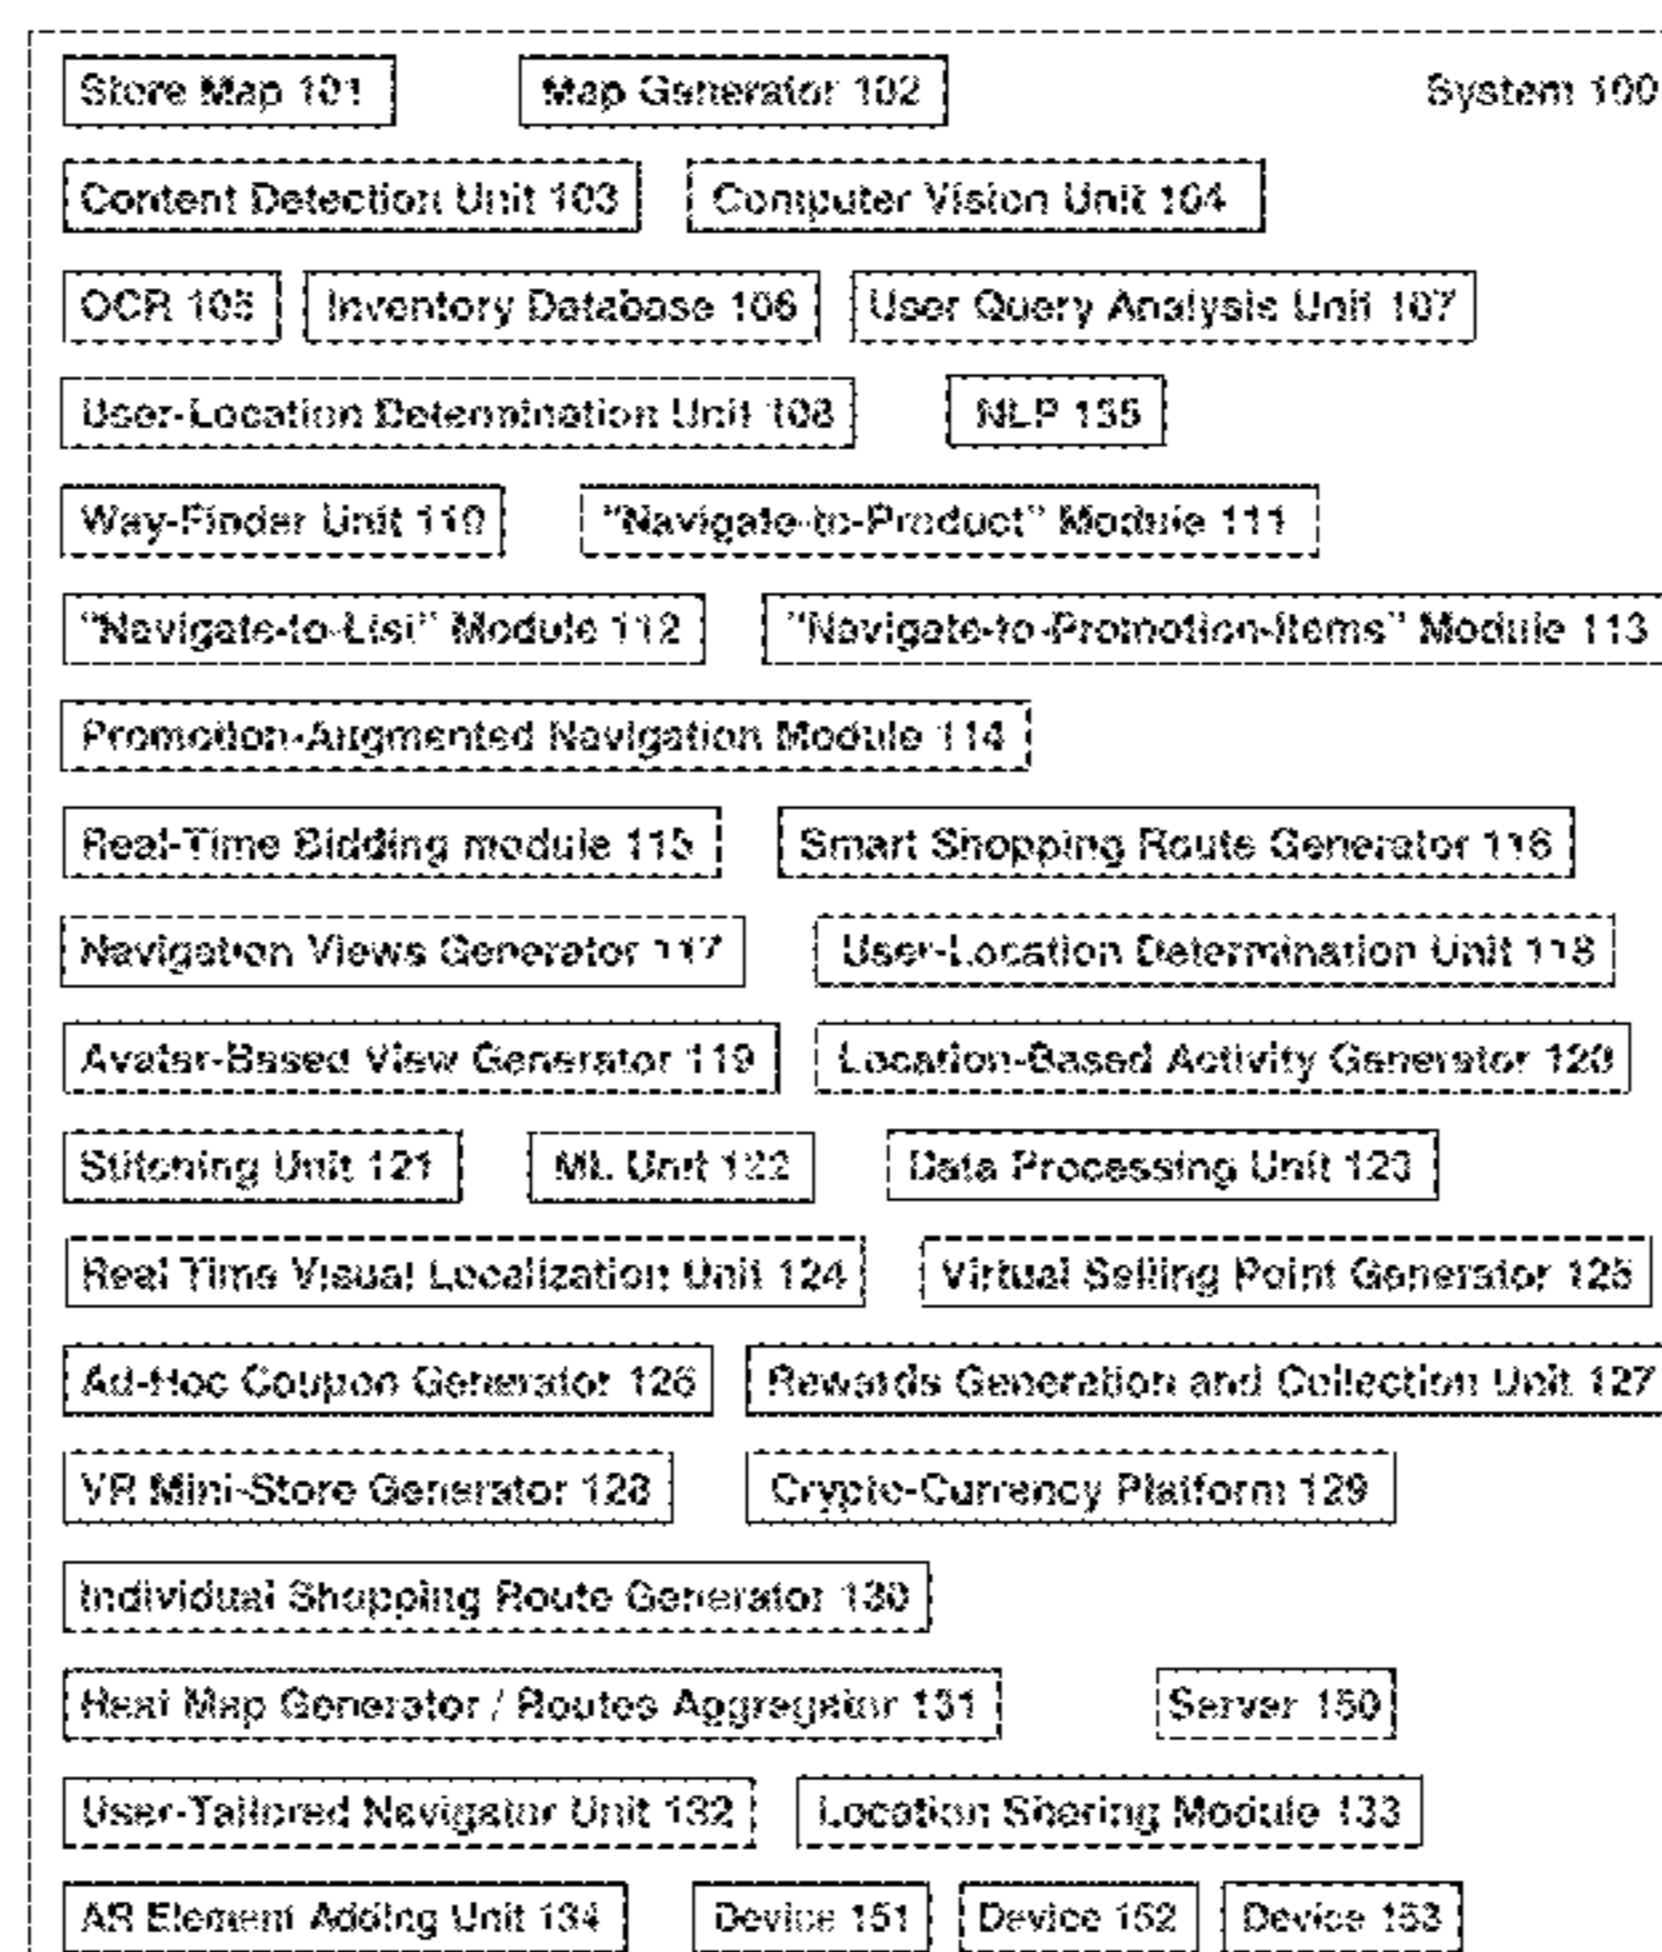 Store Map 101 Map Generator 102 System 100
Content Detection Unit 103 Computer Vision Unit 104
OCR 105 Inventory Database 106 User Query Analysis Unit 107
User-Location Determination Unit 108 NLP 135
Way-Finder Unit 110 "Navigate-to-Product" Module 111
"Navigate-to-List" Module 112 "Navigate-to-Promotion-Items" Module 113
Promotion-Augmented Navigation Module 114
Real-Time Bidding module 115 Smart Shopping Route Generator 116
Navigation Views Generator 117 User-Location Determination Unit 118
Avatar-Based View Generator 119 Location-Based Activity Generator 120
Stitching Unit 121 ML Unit 122 Data Processing Unit 123
Real Time Visual Localization Unit 124 Virtual Selling Point Generator 125
Ad-Hoc Coupon Generator 126 Rewards Generation and Collection Unit 127
VR Mini-Store Generator 128 Crypto-Currency Platform 129
Individual Shopping Route Generator 130
Heat Map Generator / Routes Aggregator 131 Server 150
User-Tailored Navigator Unit 132 Location Sharing Module 133
AR Element Adding Unit 134 Device 151 Device 152 Device 153